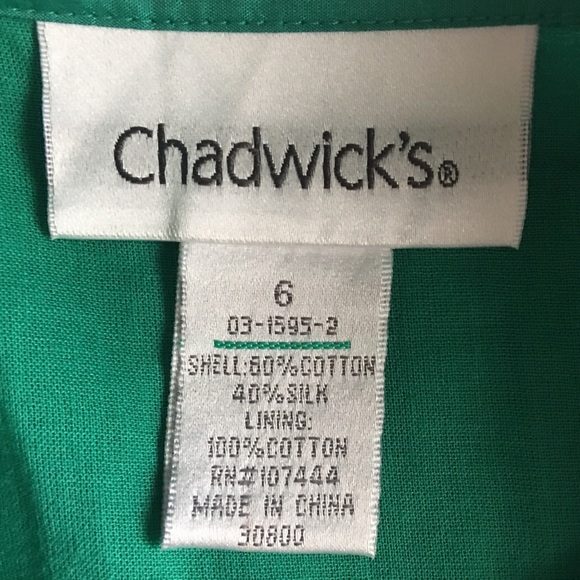 Chadwick's®
6
03-1595-2
SHELL:60%COTTON
40%SILK
LINING:
100%COTTON
RN#107444
MADE IN CHINA
30600